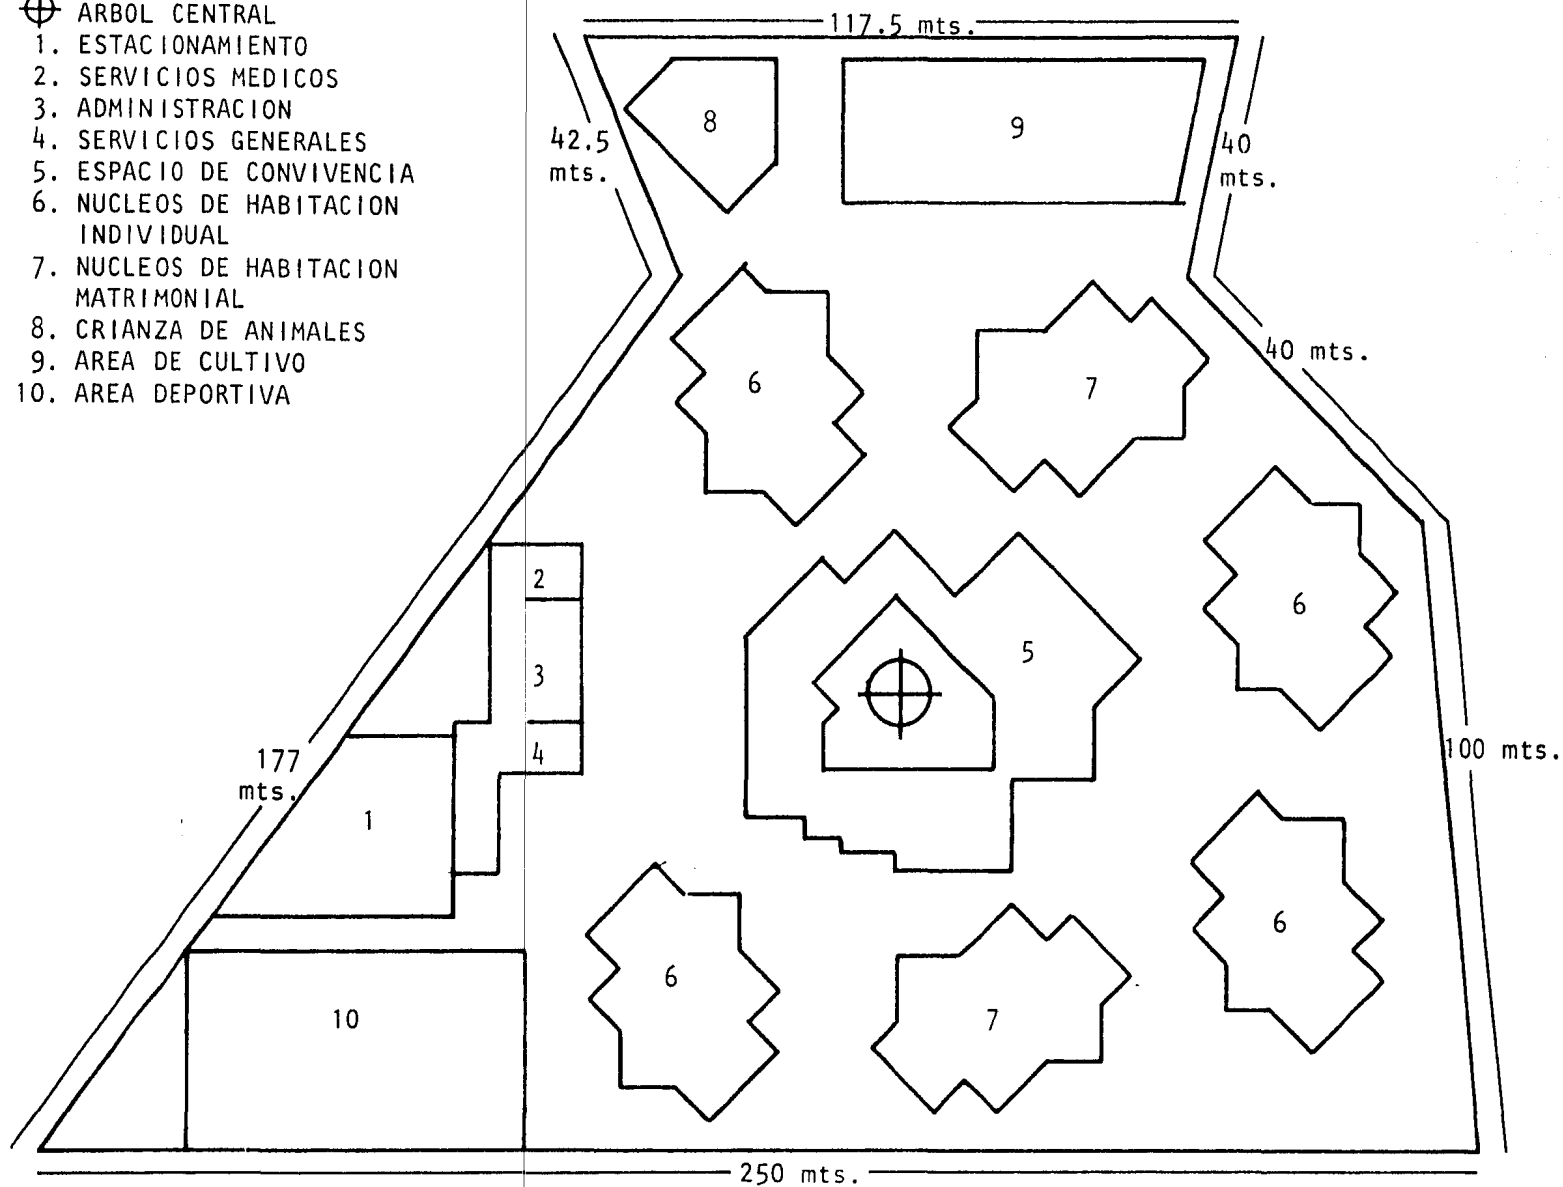 ARBOL CENTRAL
1. ESTACIONAMIENTO
2. SERVICIOS MEDICOS
3. ADMINISTRACION
4. SERVICIOS GENERALES
5. ESPACIO DE CONVIVENCIA
6. NUCLEOS DE HABITACION
INDIVIDUAL
7. NUCLEOS DE HABITACION
MATRIMONIAL
8. CRIANZA DE ANIMALES
9. AREA DE CULTIVO
10. AREA DEPORTIVA
117.5 mts.
42.5
mts.
8
9
40
mts.
40 mts.
6
7
6
2
3
4
5
177
mts.
1
100 mts.
6
6
7
10
250 mts.